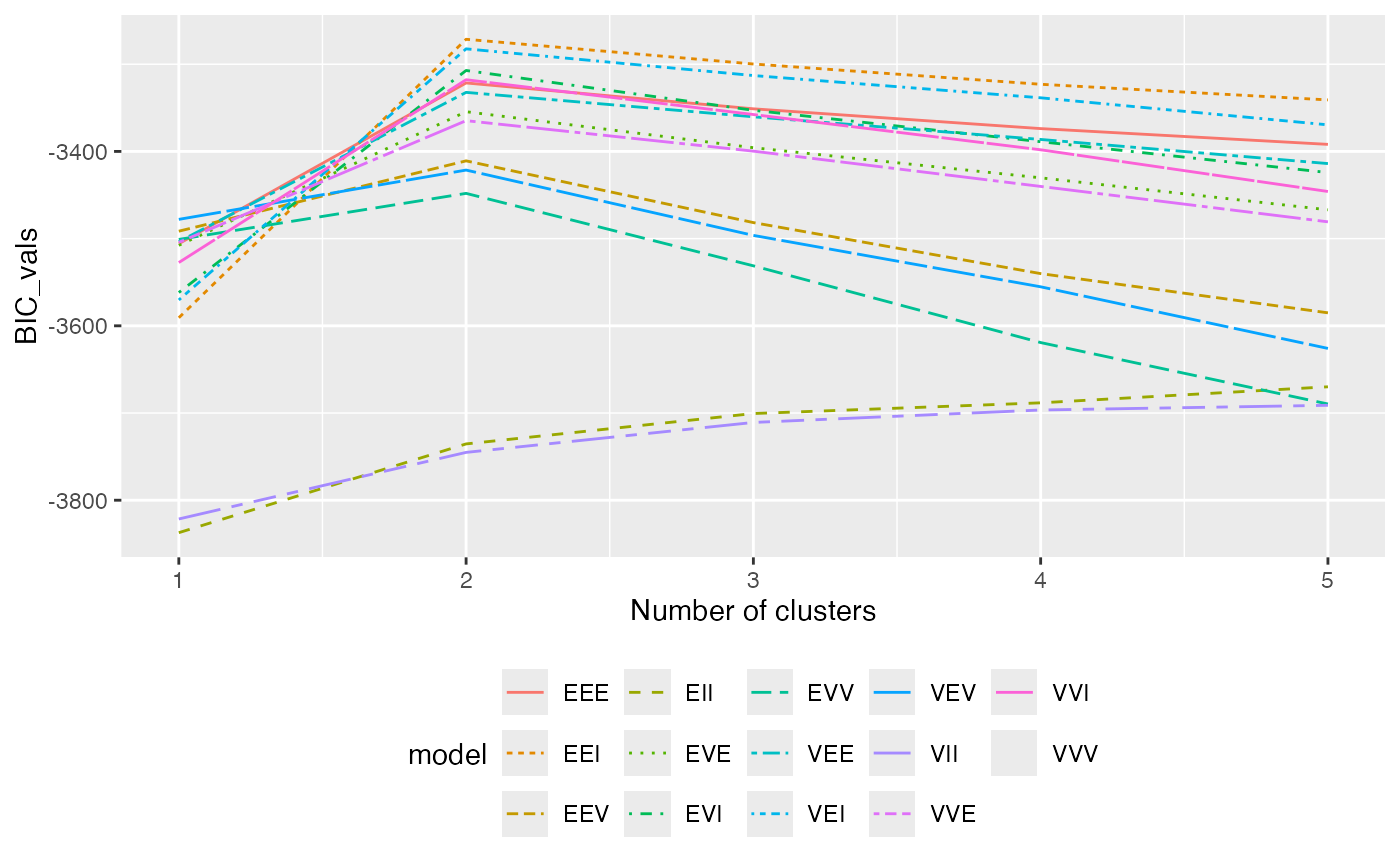 -3400
-3600
-3800
BIC_vals
1 2 3 4 5
Number of clusters
EEE EII EVV VEV VVI
model EEI EVE VEE VII VVV
EEV EVI VEI VVE